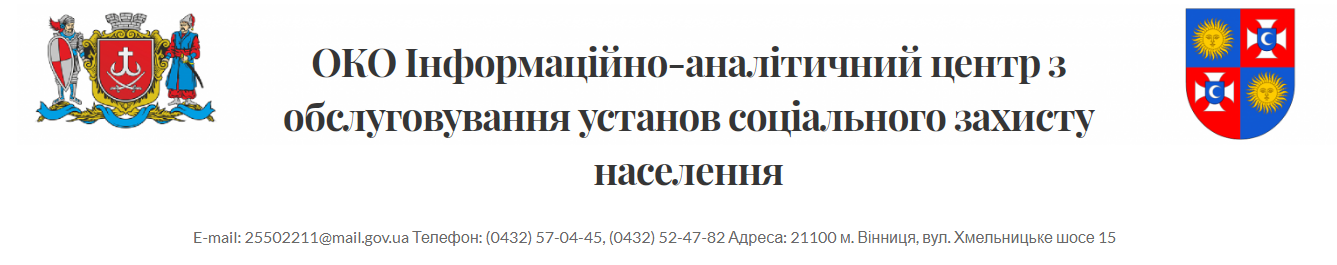 ОКО Інформаційно-аналітичний центр з
обслуговування установ соціального захисту
населення
E-mail: 25502211@mail.gov.ua Телефон: (0432) 57-04-45, (0432) 52-47-82 Адреса: 21100 м. Вінниця, вул. Хмельницьке шосе 15